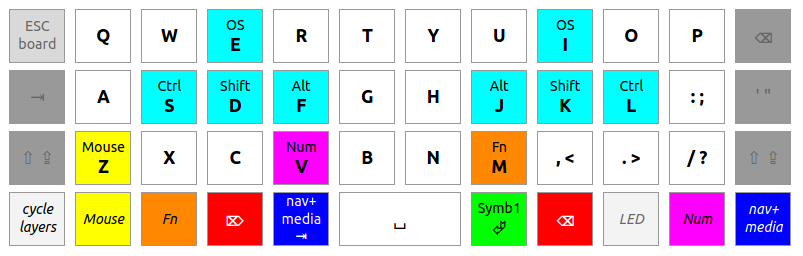 ESC
board
Q
W
OS
E
R
T
Y
U
OS
I
O
P
⌫
⇥
A
Ctrl
S
Shift
D
Alt
F
G
H
Alt
J
Shift
K
Ctrl
L
: ;
' "
⇧ ⇪
Mouse
Z
X
C
Num
V
B
N
Fn
M
, <
. >
/ ?
⇧ ⇪
cycle
layers
Mouse
Fn
⌦
nav+
media
⇥
␣
Symb1
⏎
⌫
LED
Num
nav+
media